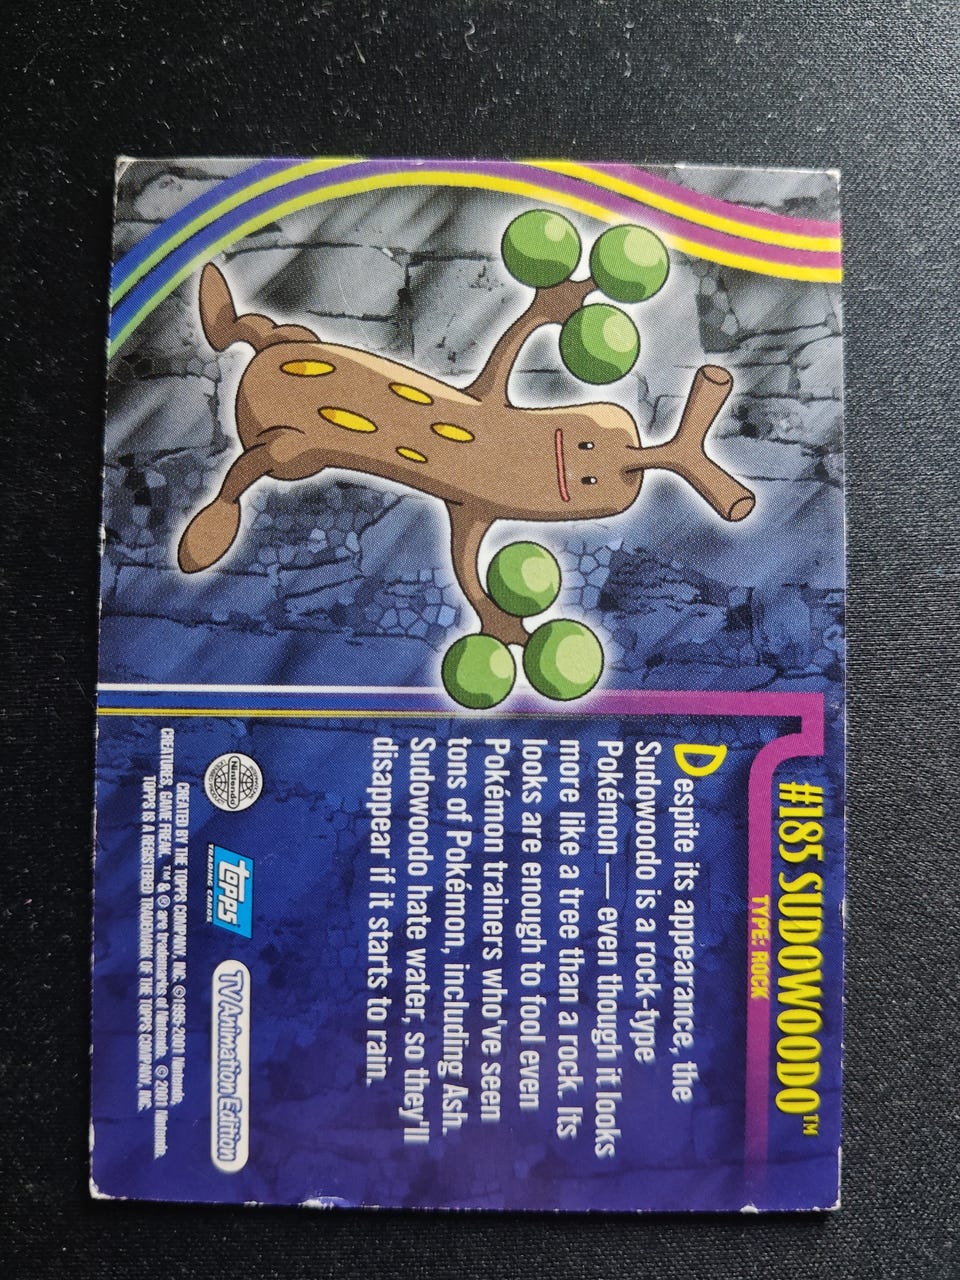 #185 SUDOWOODO™
TYPE: ROCK
Despite its appearance, the
Sudowoodo is a rock-type
Pokémon — even though it looks
more like a tree than a rock. Its
looks are enough to fool even
Pokémon trainers who've seen
tons of Pokémon, including Ash.
Sudowoodo hate water, so they'll
disappear if it starts to rain.
Nintendo
topps
TRADING CARDS
TV Animation Edition
CREATED BY THE TOPPS COMPANY, INC. ©1995-2001 Nintendo,
CREATURES, GAME FREAK. ™ & ® are trademarks of Nintendo. © 2001 Nintendo.
TOPPS IS A REGISTERED TRADEMARK OF THE TOPPS COMPANY, INC.